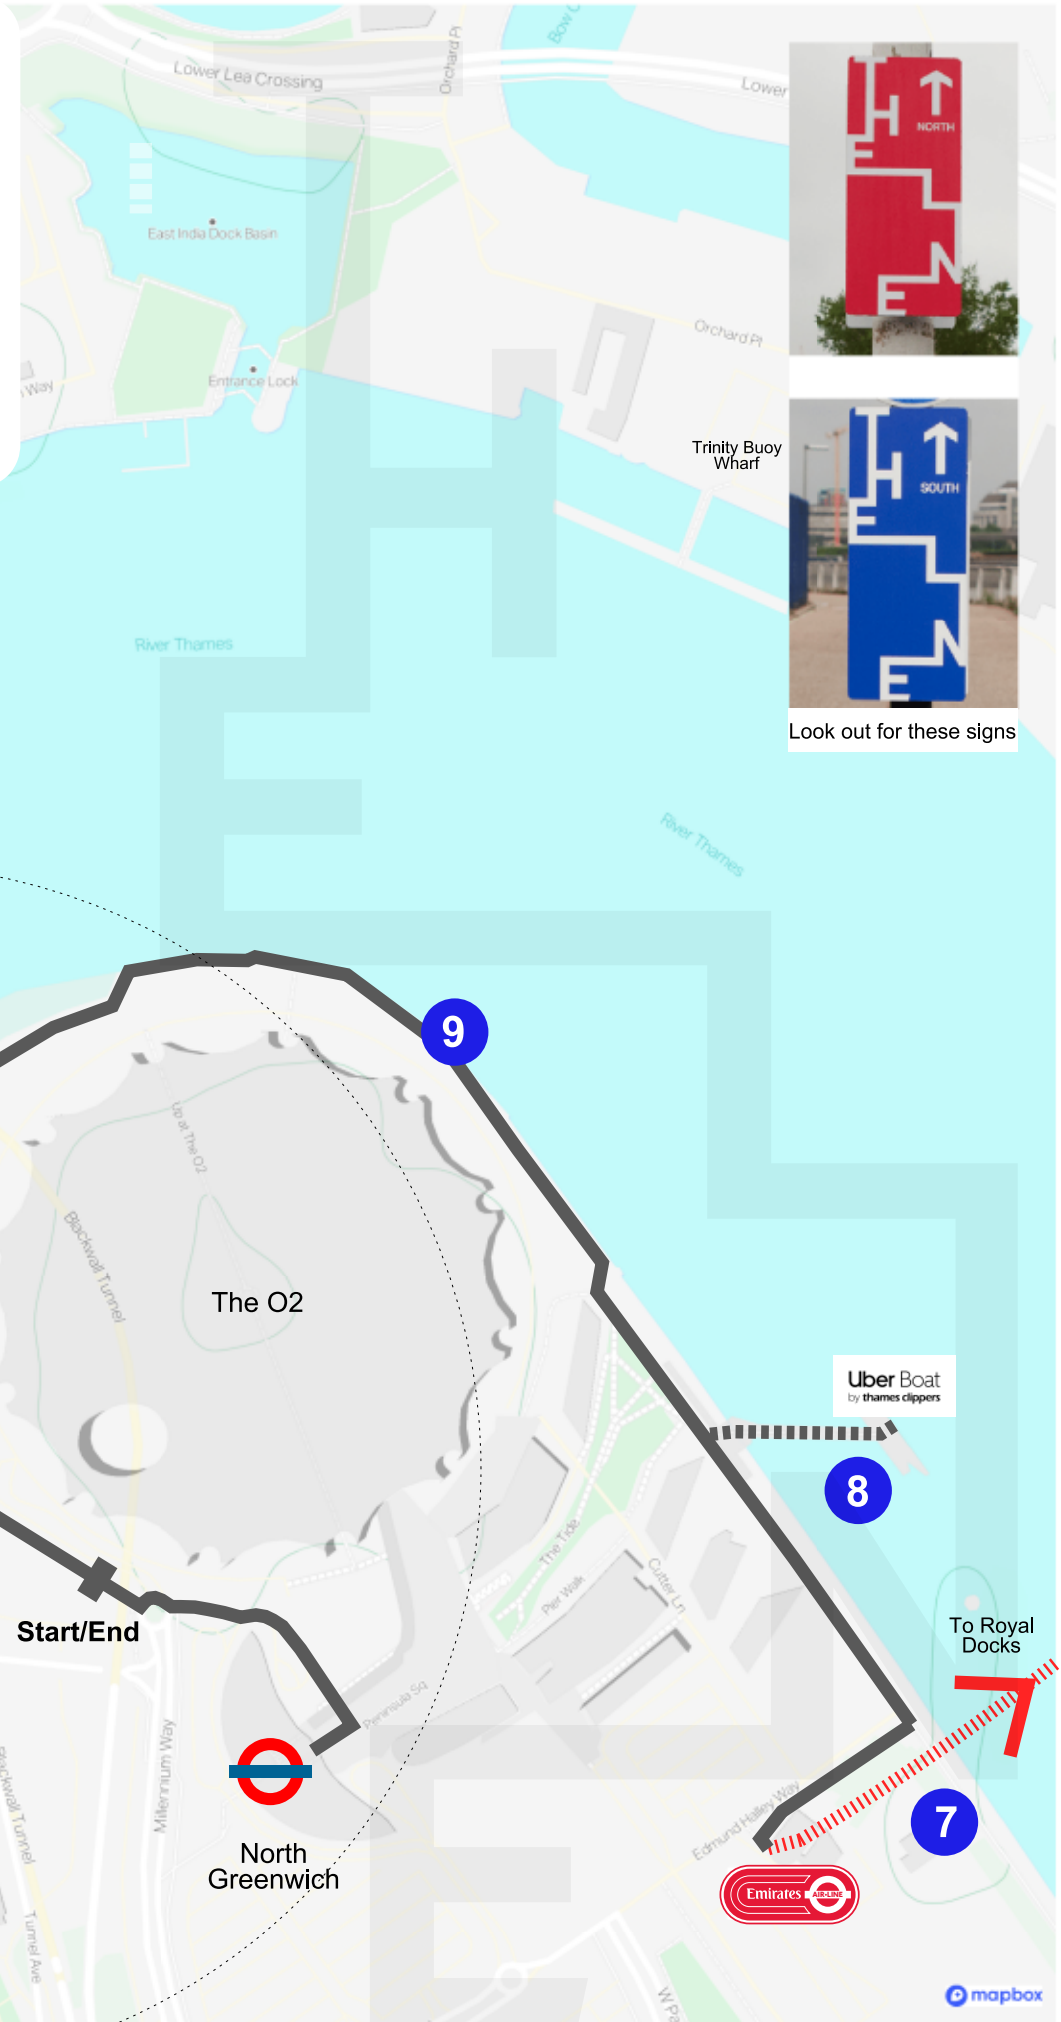 Bow C
Orchard Pl
Lower Lea Crossing
Lower
T
H
E
NORTH
N
E
East India Dock Basin
Entrance Lock
Way
Orchard Pl
Trinity Buoy
Wharf
T
H
E
SOUTH
N
E
Look out for these signs
River Thames
River Thames
9
Up at The O2
Blackwall Tunnel
The O2
Uber Boat
by thames clippers
8
The Tide
Pier Walk
Cutter Ln
Start/End
To Royal
Docks
Peninsula Sq
Millennium Way
Blackwall Tunnel
Edmund Halley Way
7
North
Greenwich
Emirates
AIR-LINE
Tunnel Ave
W Pa
mapbox